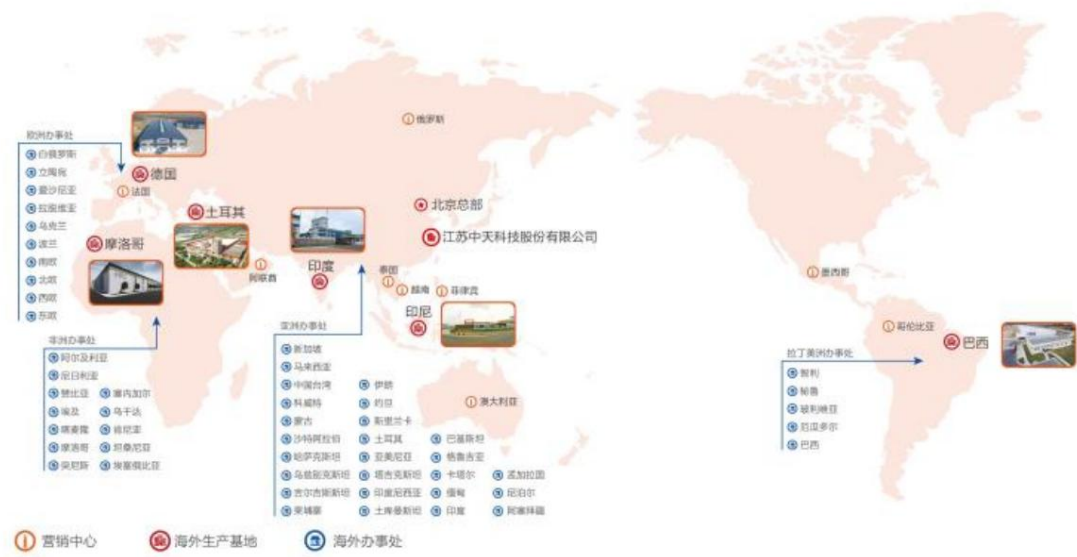 俄罗斯
欧洲办事处
白俄罗斯
立陶宛
爱沙尼亚
拉脱维亚
乌克兰
波兰
南欧
北欧
西欧
东欧
德国
法国
土耳其
摩洛哥
阿联酋
印度
北京总部
江苏中天科技股份有限公司
泰国
越南
菲律宾
印尼
澳大利亚
墨西哥
哥伦比亚
巴西
非洲办事处
阿尔及利亚
尼日利亚
赞比亚 塞内加尔
埃及 乌干达
喀麦隆 肯尼亚
摩洛哥 坦桑尼亚
突尼斯 埃塞俄比亚
亚洲办事处
新加坡
马来西亚
中国台湾 伊朗
科威特 约旦
蒙古 斯里兰卡
沙特阿拉伯 土耳其 巴基斯坦
哈萨克斯坦 亚美尼亚 格鲁吉亚
乌兹别克斯坦 塔吉克斯坦 卡塔尔 孟加拉国
吉尔吉斯斯坦 印度尼西亚 缅甸 尼泊尔
柬埔寨 土库曼斯坦 印度 阿塞拜疆
拉丁美洲办事处
智利
秘鲁
玻利维亚
厄瓜多尔
巴西
营销中心 海外生产基地 海外办事处